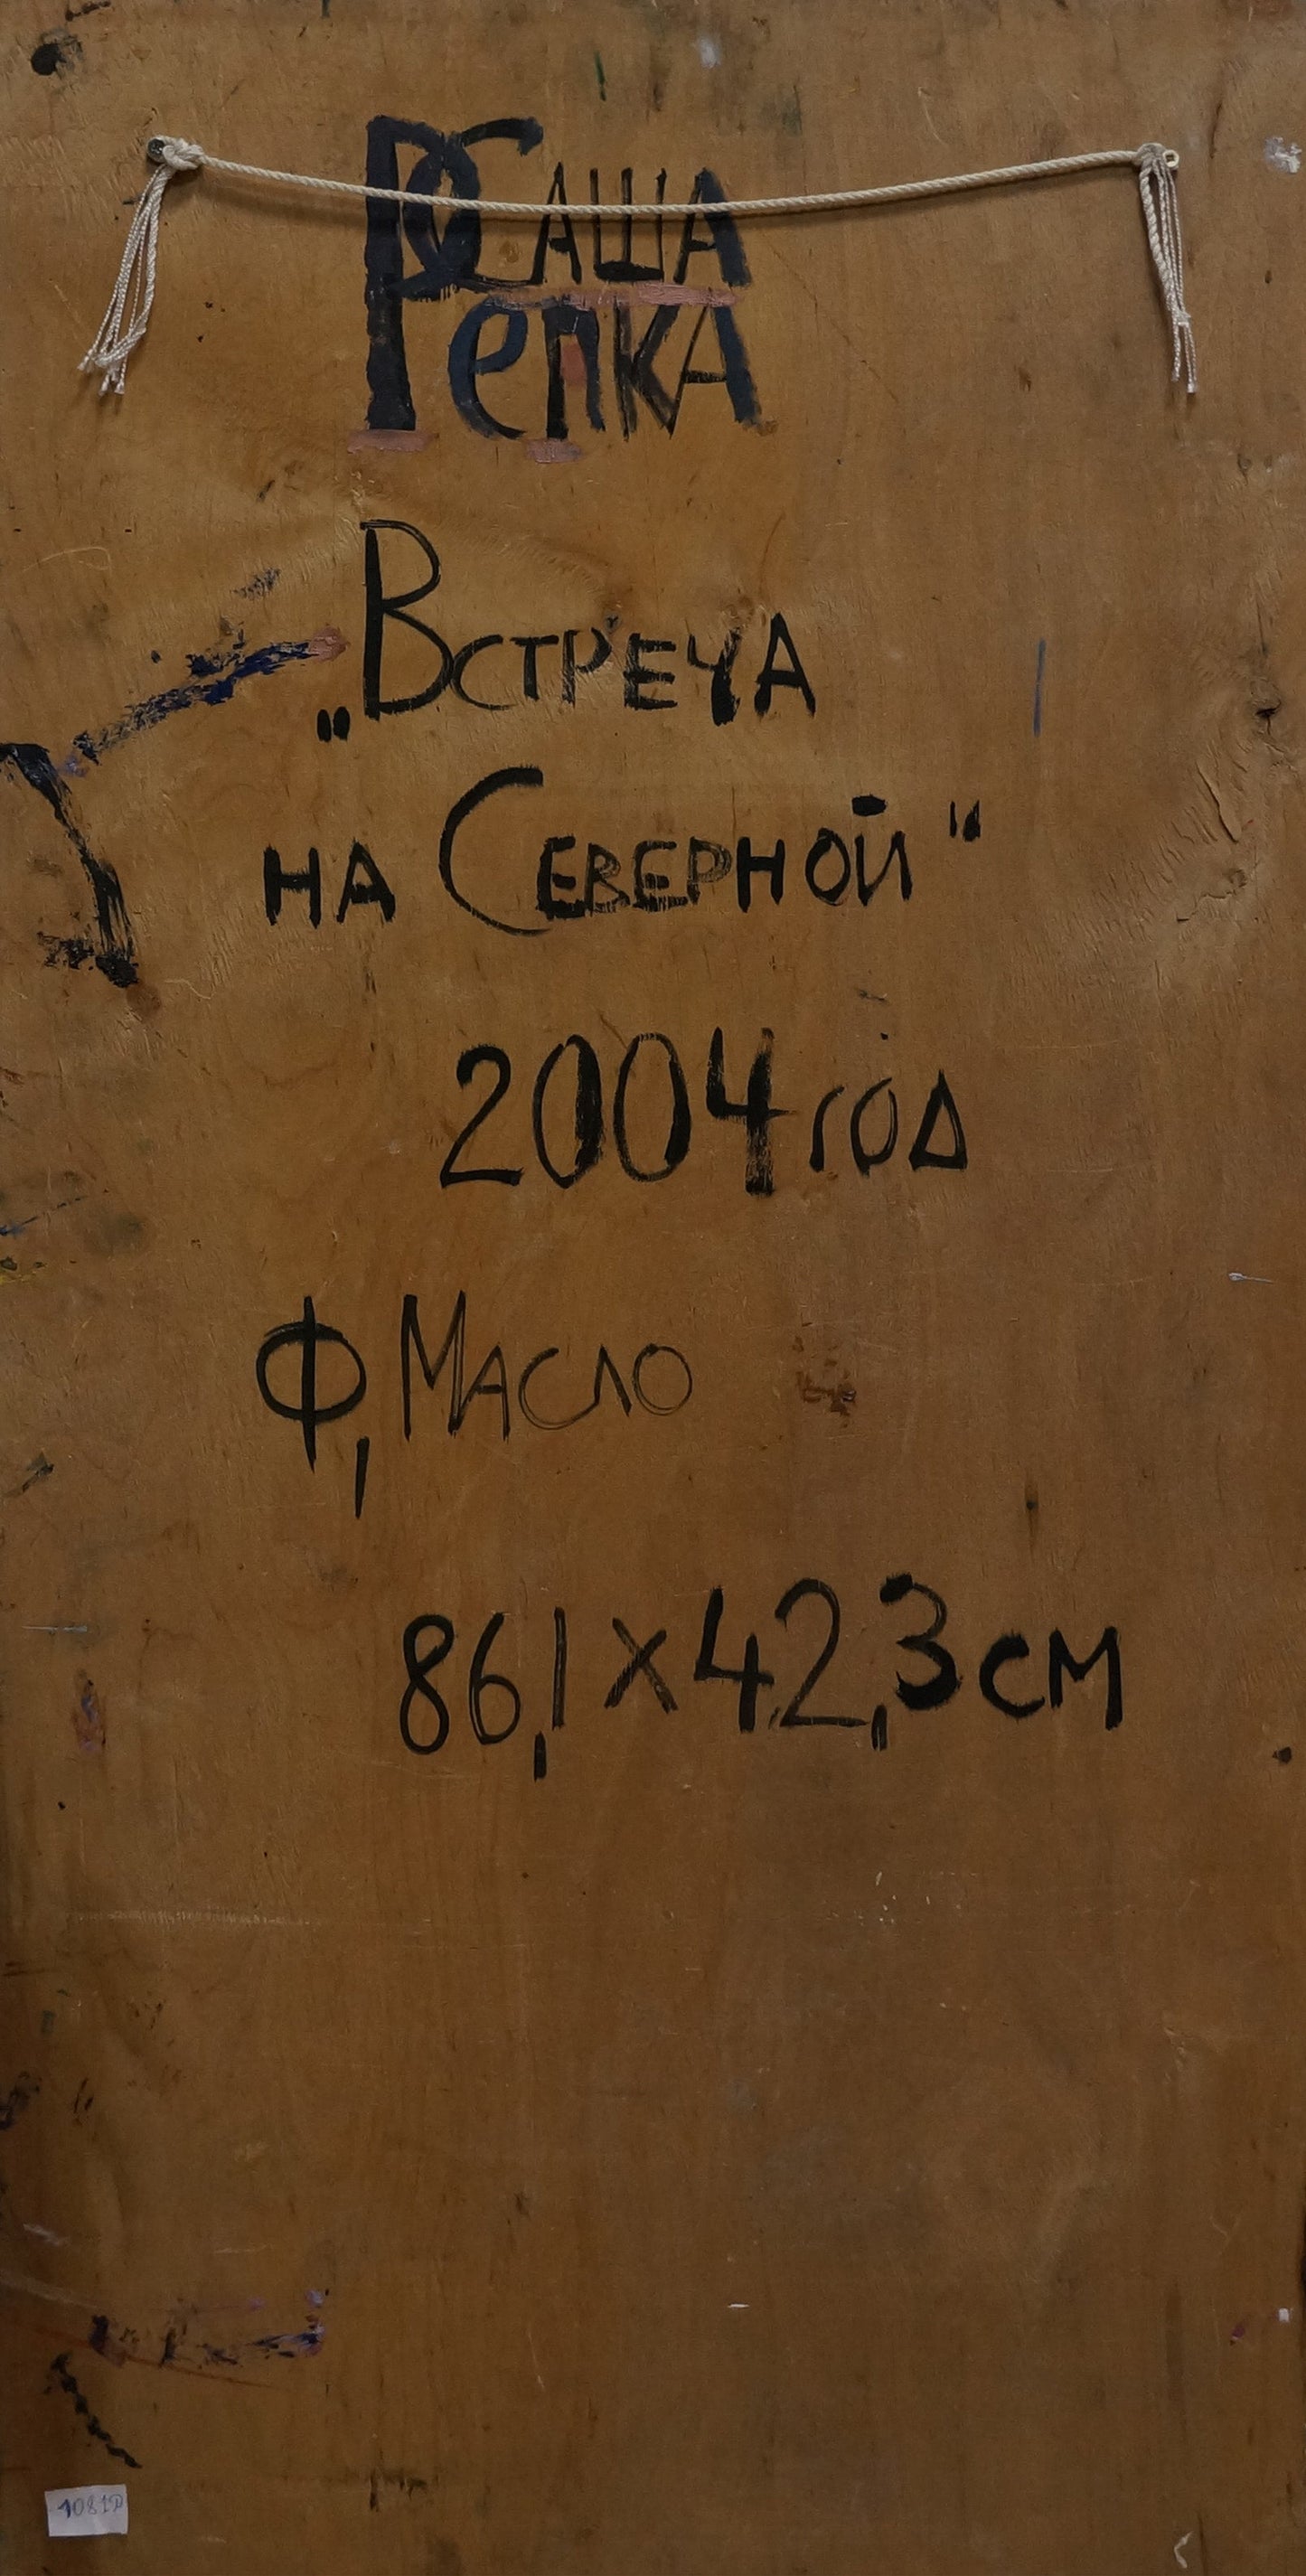 Саша
Репка
„Встреча
на Северной“
2004 год
Ф, Масло
86,1 х 42,3 см